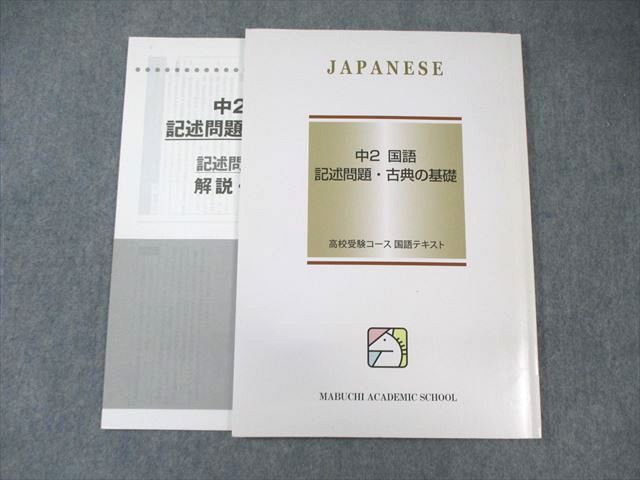 JAPANESE
中2 国語
記述問題・古典の基礎
高校受験コース 国語テキスト
MABUCHI ACADEMIC SCHOOL
中2
記述問題
記述問
解説・